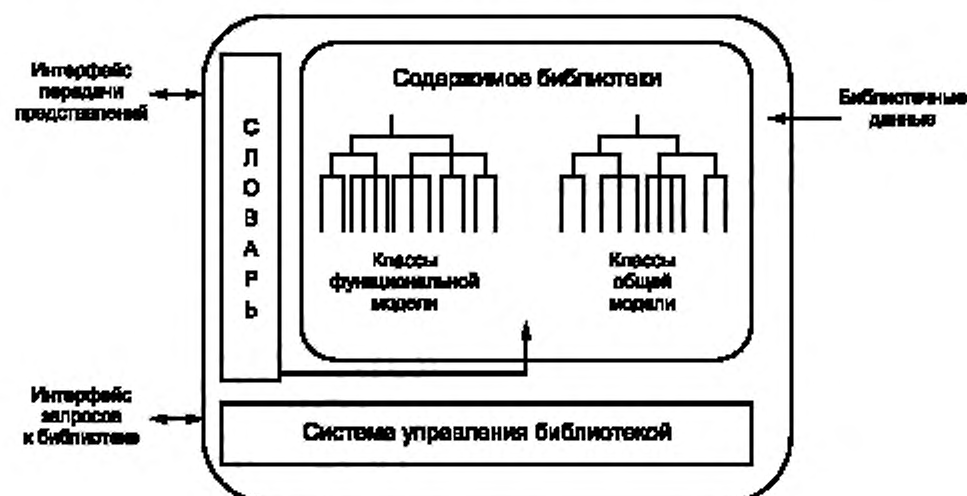 Интерфейс
передачи
представлений
СЛОВАРЬ
Содержимое библиотеки
Библиотечные
данные
Классы
функциональной
модели
Классы
общей
модели
Интерфейс
запросов
к библиотеке
Система управления библиотекой